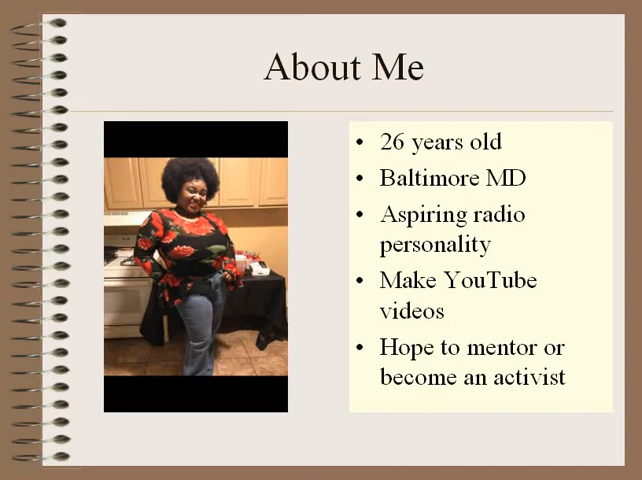 About Me
• 26 years old
• Baltimore MD
• Aspiring radio
personality
• Make YouTube
videos
• Hope to mentor or
become an activist